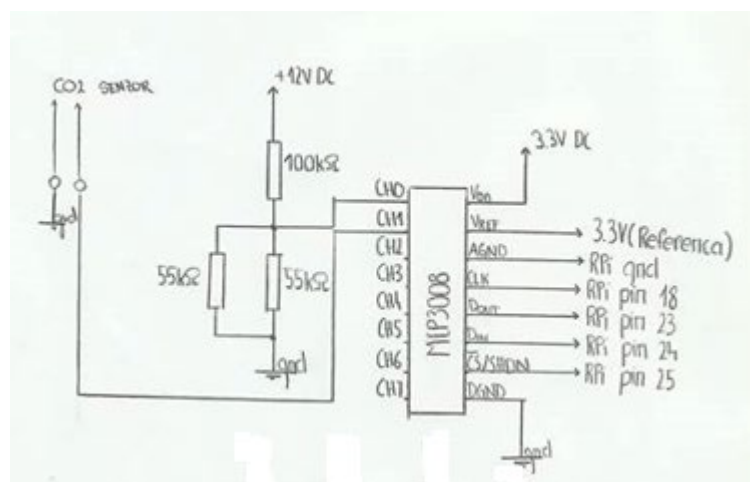 CO2 SENZOR
+12V DC
100kΩ
55kΩ
55kΩ
gnd
gnd
CH0
CH1
CH2
CH3
CH4
CH5
CH6
CH7
MCP3008
VDD
VREF
AGND
CLK
DOUT
DIN
CS/SHDN
DGND
3.3V DC
3.3V(Referenca)
RPi gnd
RPi pin 18
RPi pin 23
RPi pin 24
RPi pin 25
gnd